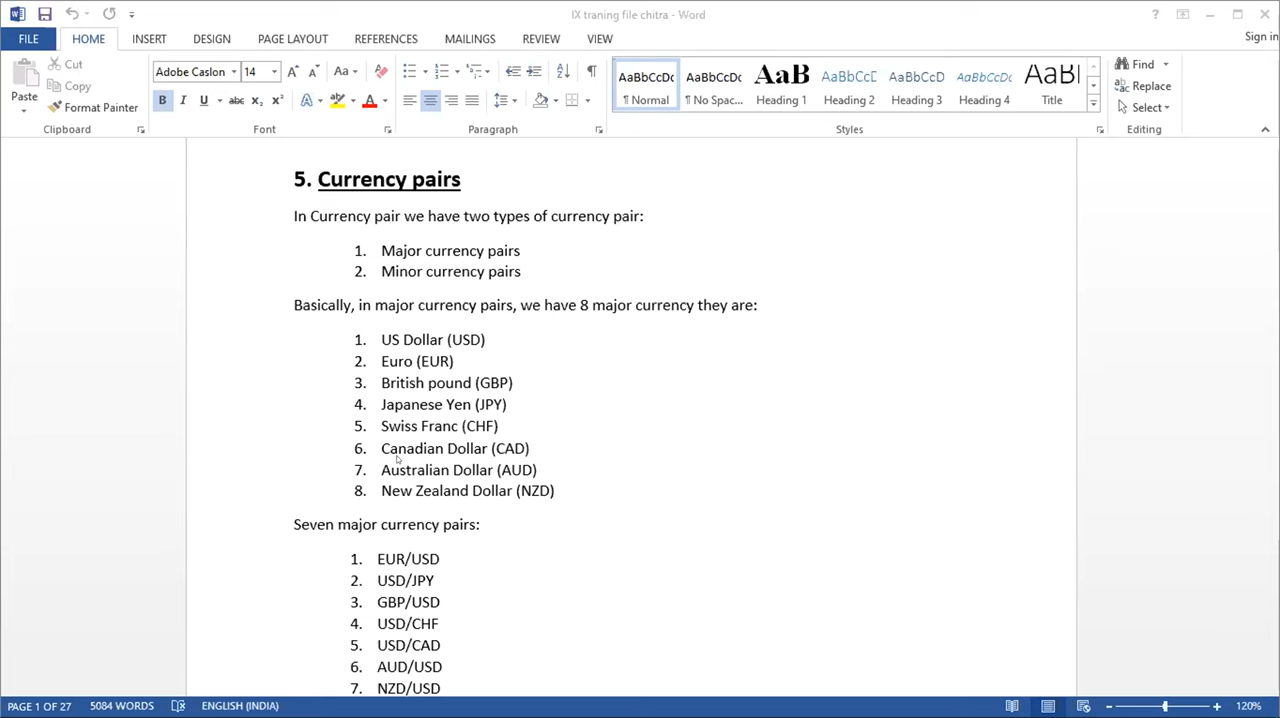 IX traning file chitra - Word
Sign in
FILE HOME INSERT DESIGN PAGE LAYOUT REFERENCES MAILINGS REVIEW VIEW
Paste
Cut
Copy
Format Painter
Clipboard
Adobe Caslon 14
Font
Paragraph
AaBbCcDc AaBbCcDc AaB AaBbCcD AaBbCcD AaBbCcD AaBl
¶ Normal ¶ No Spac... Heading 1 Heading 2 Heading 3 Heading 4 Title
Styles
Find
Replace
Select
Editing
5. Currency pairs
In Currency pair we have two types of currency pair:
1. Major currency pairs
2. Minor currency pairs
Basically, in major currency pairs, we have 8 major currency they are:
1. US Dollar (USD)
2. Euro (EUR)
3. British pound (GBP)
4. Japanese Yen (JPY)
5. Swiss Franc (CHF)
6. Canadian Dollar (CAD)
7. Australian Dollar (AUD)
8. New Zealand Dollar (NZD)
Seven major currency pairs:
1. EUR/USD
2. USD/JPY
3. GBP/USD
4. USD/CHF
5. USD/CAD
6. AUD/USD
7. NZD/USD
PAGE 1 OF 27 5084 WORDS ENGLISH (INDIA) 120%